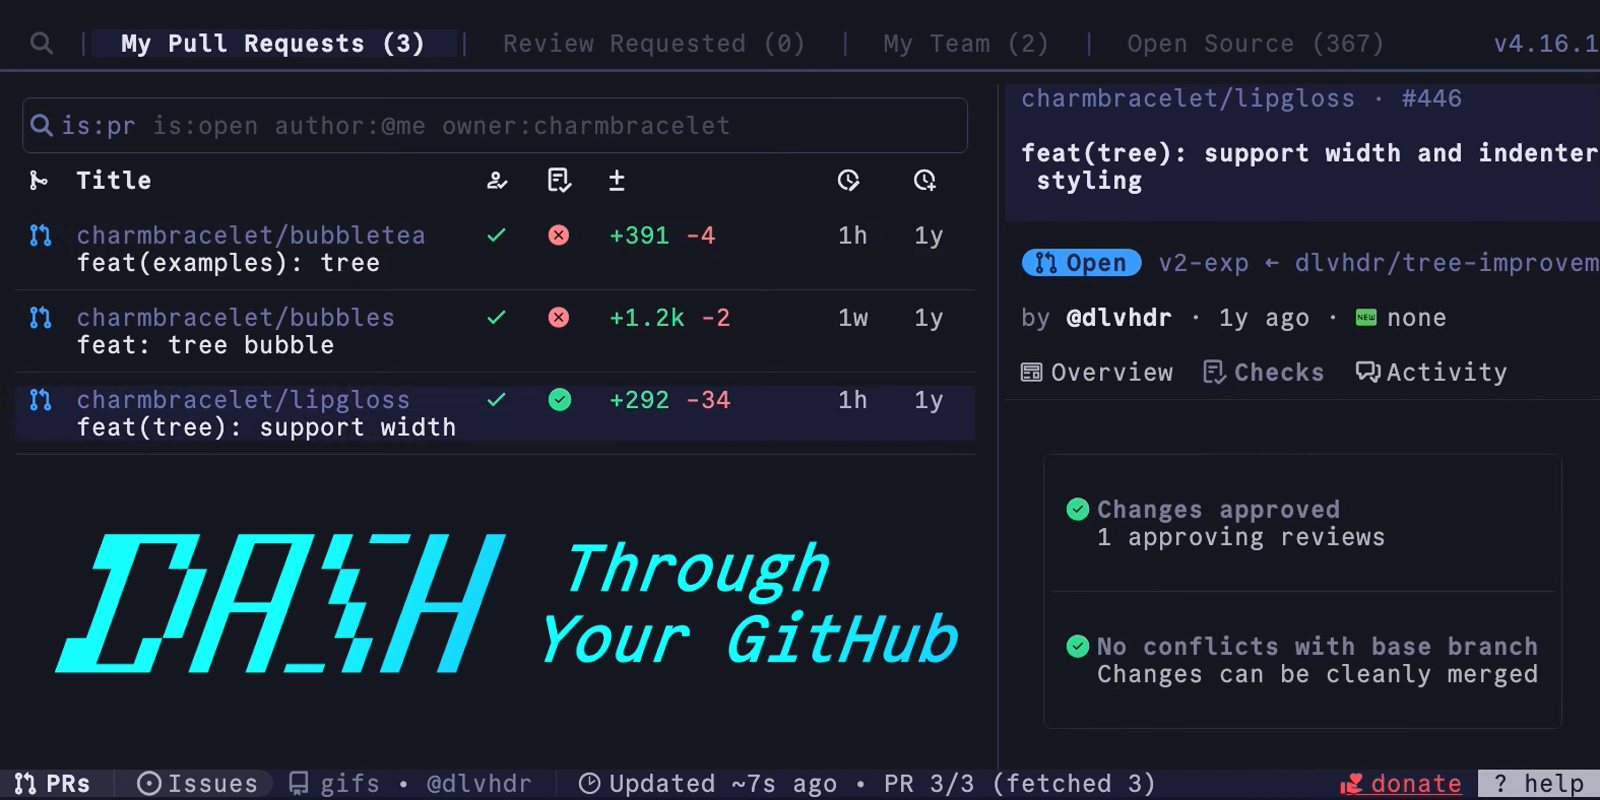 My Pull Requests (3) | Review Requested (0) | My Team (2) | Open Source (367) v4.16.1
is:pr is:open author:@me owner:charmbracelet
Title ±
charmbracelet/bubbletea +391 -4 1h 1y
feat(examples): tree
charmbracelet/bubbles +1.2k -2 1w 1y
feat: tree bubble
charmbracelet/lipgloss +292 -34 1h 1y
feat(tree): support width
DASH Through
Your GitHub
charmbracelet/lipgloss · #446
feat(tree): support width and indenter
styling
Open v2-exp ← dlvhdr/tree-improvem
by @dlvhdr · 1y ago · NEW none
Overview Checks Activity
Changes approved
1 approving reviews
No conflicts with base branch
Changes can be cleanly merged
PRs Issues gifs • @dlvhdr Updated ~7s ago • PR 3/3 (fetched 3) donate ? help